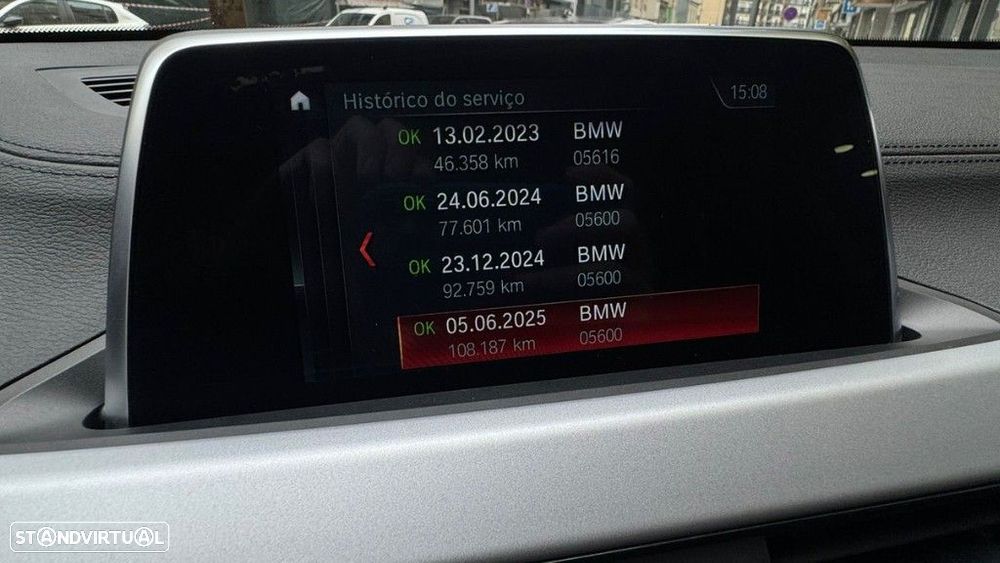 Histórico do serviço
15:08
OK 13.02.2023 BMW
46.358 km 05616
OK 24.06.2024 BMW
77.601 km 05600
OK 23.12.2024 BMW
92.759 km 05600
OK 05.06.2025 BMW
108.187 km 05600
STANDVIRTUAL